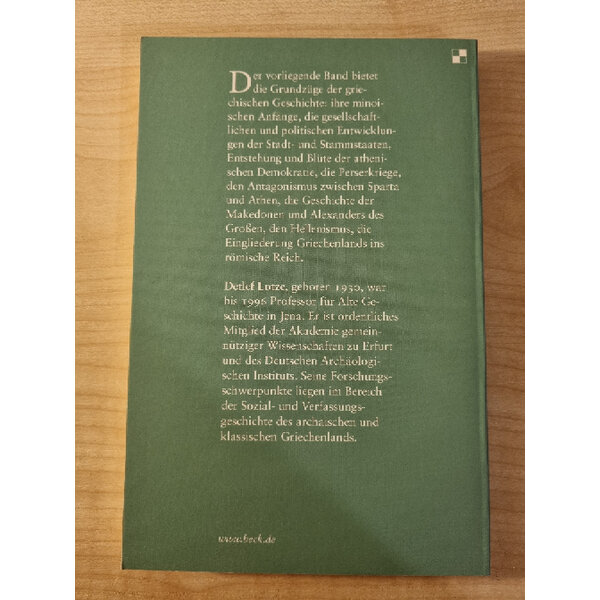 Der vorliegende Band bietet
die Grundzüge der grie-
chischen Geschichte: ihre minoi-
schen Anfänge, die gesellschaft-
lichen und politischen Entwicklun-
gen der Stadt- und Stammstaaten,
Entstehung und Blüte der atheni-
schen Demokratie, die Perserkriege,
den Antagonismus zwischen Sparta
und Athen, die Geschichte der
Makedonen und Alexanders des
Großen, den Hellenismus, die
Eingliederung Griechenlands ins
römische Reich.
Detlef Lotze, geboren 1930, war
bis 1996 Professor für Alte Ge-
schichte in Jena. Er ist ordentliches
Mitglied der Akademie gemein-
nütziger Wissenschaften zu Erfurt
und des Deutschen Archäologi-
schen Instituts. Seine Forschungs-
schwerpunkte liegen im Bereich
der Sozial- und Verfassungs-
geschichte des archaischen und
klassischen Griechenlands.
www.beck.de